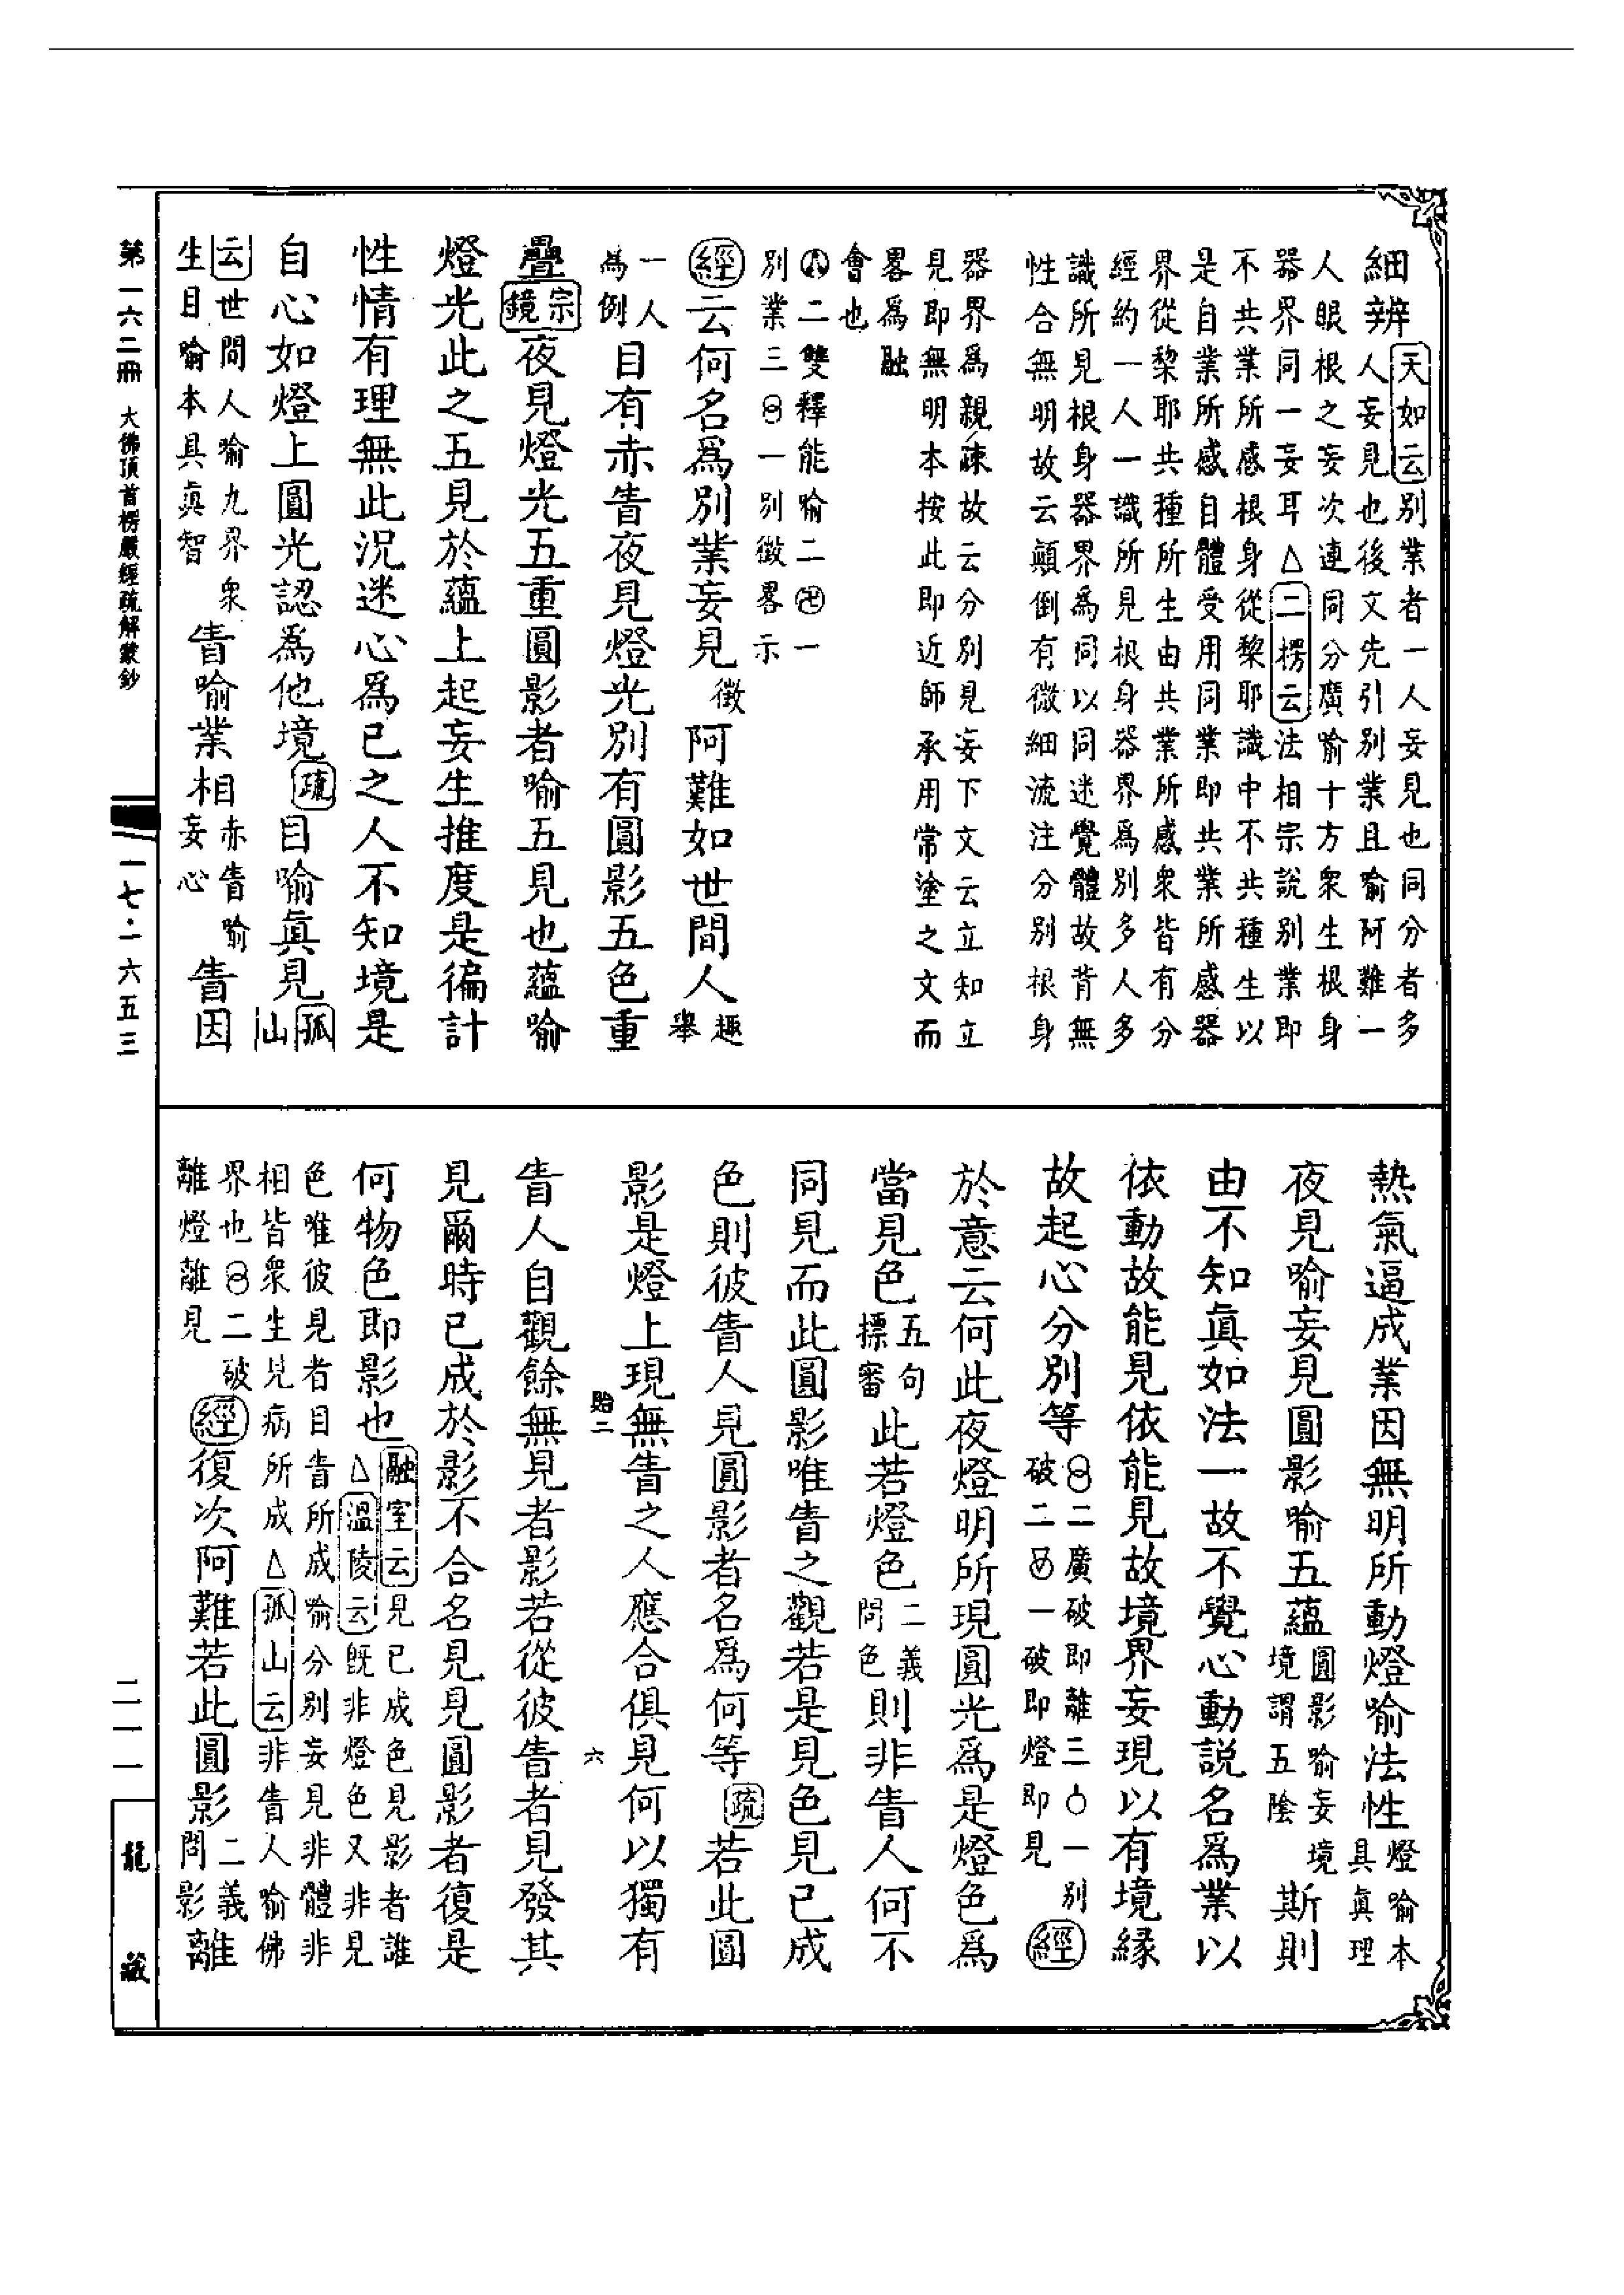 細辨
天如云別業者一人妄見也同分者多
人妄見也後文先引別業且喻阿難一
人眼根之妄次連同分廣喻十方衆生根身
器界同一妄耳△二楞云法相宗說別業即
不共業所感根身從黎耶識中不共種生以
是自業所感自體受用同業即共業所感器
界從黎耶共種所生由共業所感衆皆有分
經約一人一識所見根身器界爲別多人多
識所見根身器界為同以同迷覺體故背無
性合無明故云顛倒有微細流注分別根身
器界為親疎故云分別見妄下文云立知立
見即無明本按此即近師承用常塗之文而
畧爲融
會也
二雙釋能喻二卍一
別業三一別徵畧示
經云何名爲別業妄見徵阿難如世間人趣舉
一人為例目有赤眚夜見燈光別有圓影五色重
疊宗鏡夜見燈光五重圓影者喻五見也蘊喻
燈光此之五見於蘊上起妄生推度是徧計
性情有理無此況迷心爲已之人不知境是
自心如燈上圓光認為他境疏目喻眞見孤山
云世間人喻九界衆生目喻本具眞智眚喻業相赤眚喻妄心眚因
熱氣逼成業因無明所動燈喻法性燈喻本具眞理
夜見喻妄見圓影喻五蘊圓影喻妄境謂五陰境斯則
由不知眞如法一故不覺心動説名爲業以
依動故能見依能見故境界妄現以有境緣
故起心分別等二廣破即離三一別破二一破即燈即見經
於意云何此夜燈明所現圓光爲是燈色爲
當見色五句標審此若燈色二義問色則非眚人何不
同見而此圓影唯眚之觀若是見色見已成
色則彼眚人見圓影者名爲何等疏若此圓
影是燈上現無眚之人應合俱見何以獨有
眙二
六
眚人自觀餘無見者影若從彼眚者見發其
見爾時已成於影不合名見見圓影者復是
何物色即影也融室云見已成色見影者誰
△溫陵云旣非燈色又非見
色唯彼見者目眚所成喻分別妄見非體非
相皆衆生見病所成△孤山云非眚人喻佛
界也二破
離燈離見
經復次阿難若此圓影二義問影離
第一六二冊
大佛頂首楞嚴經疏解蒙鈔
一七·一六五三
二一一
龍藏